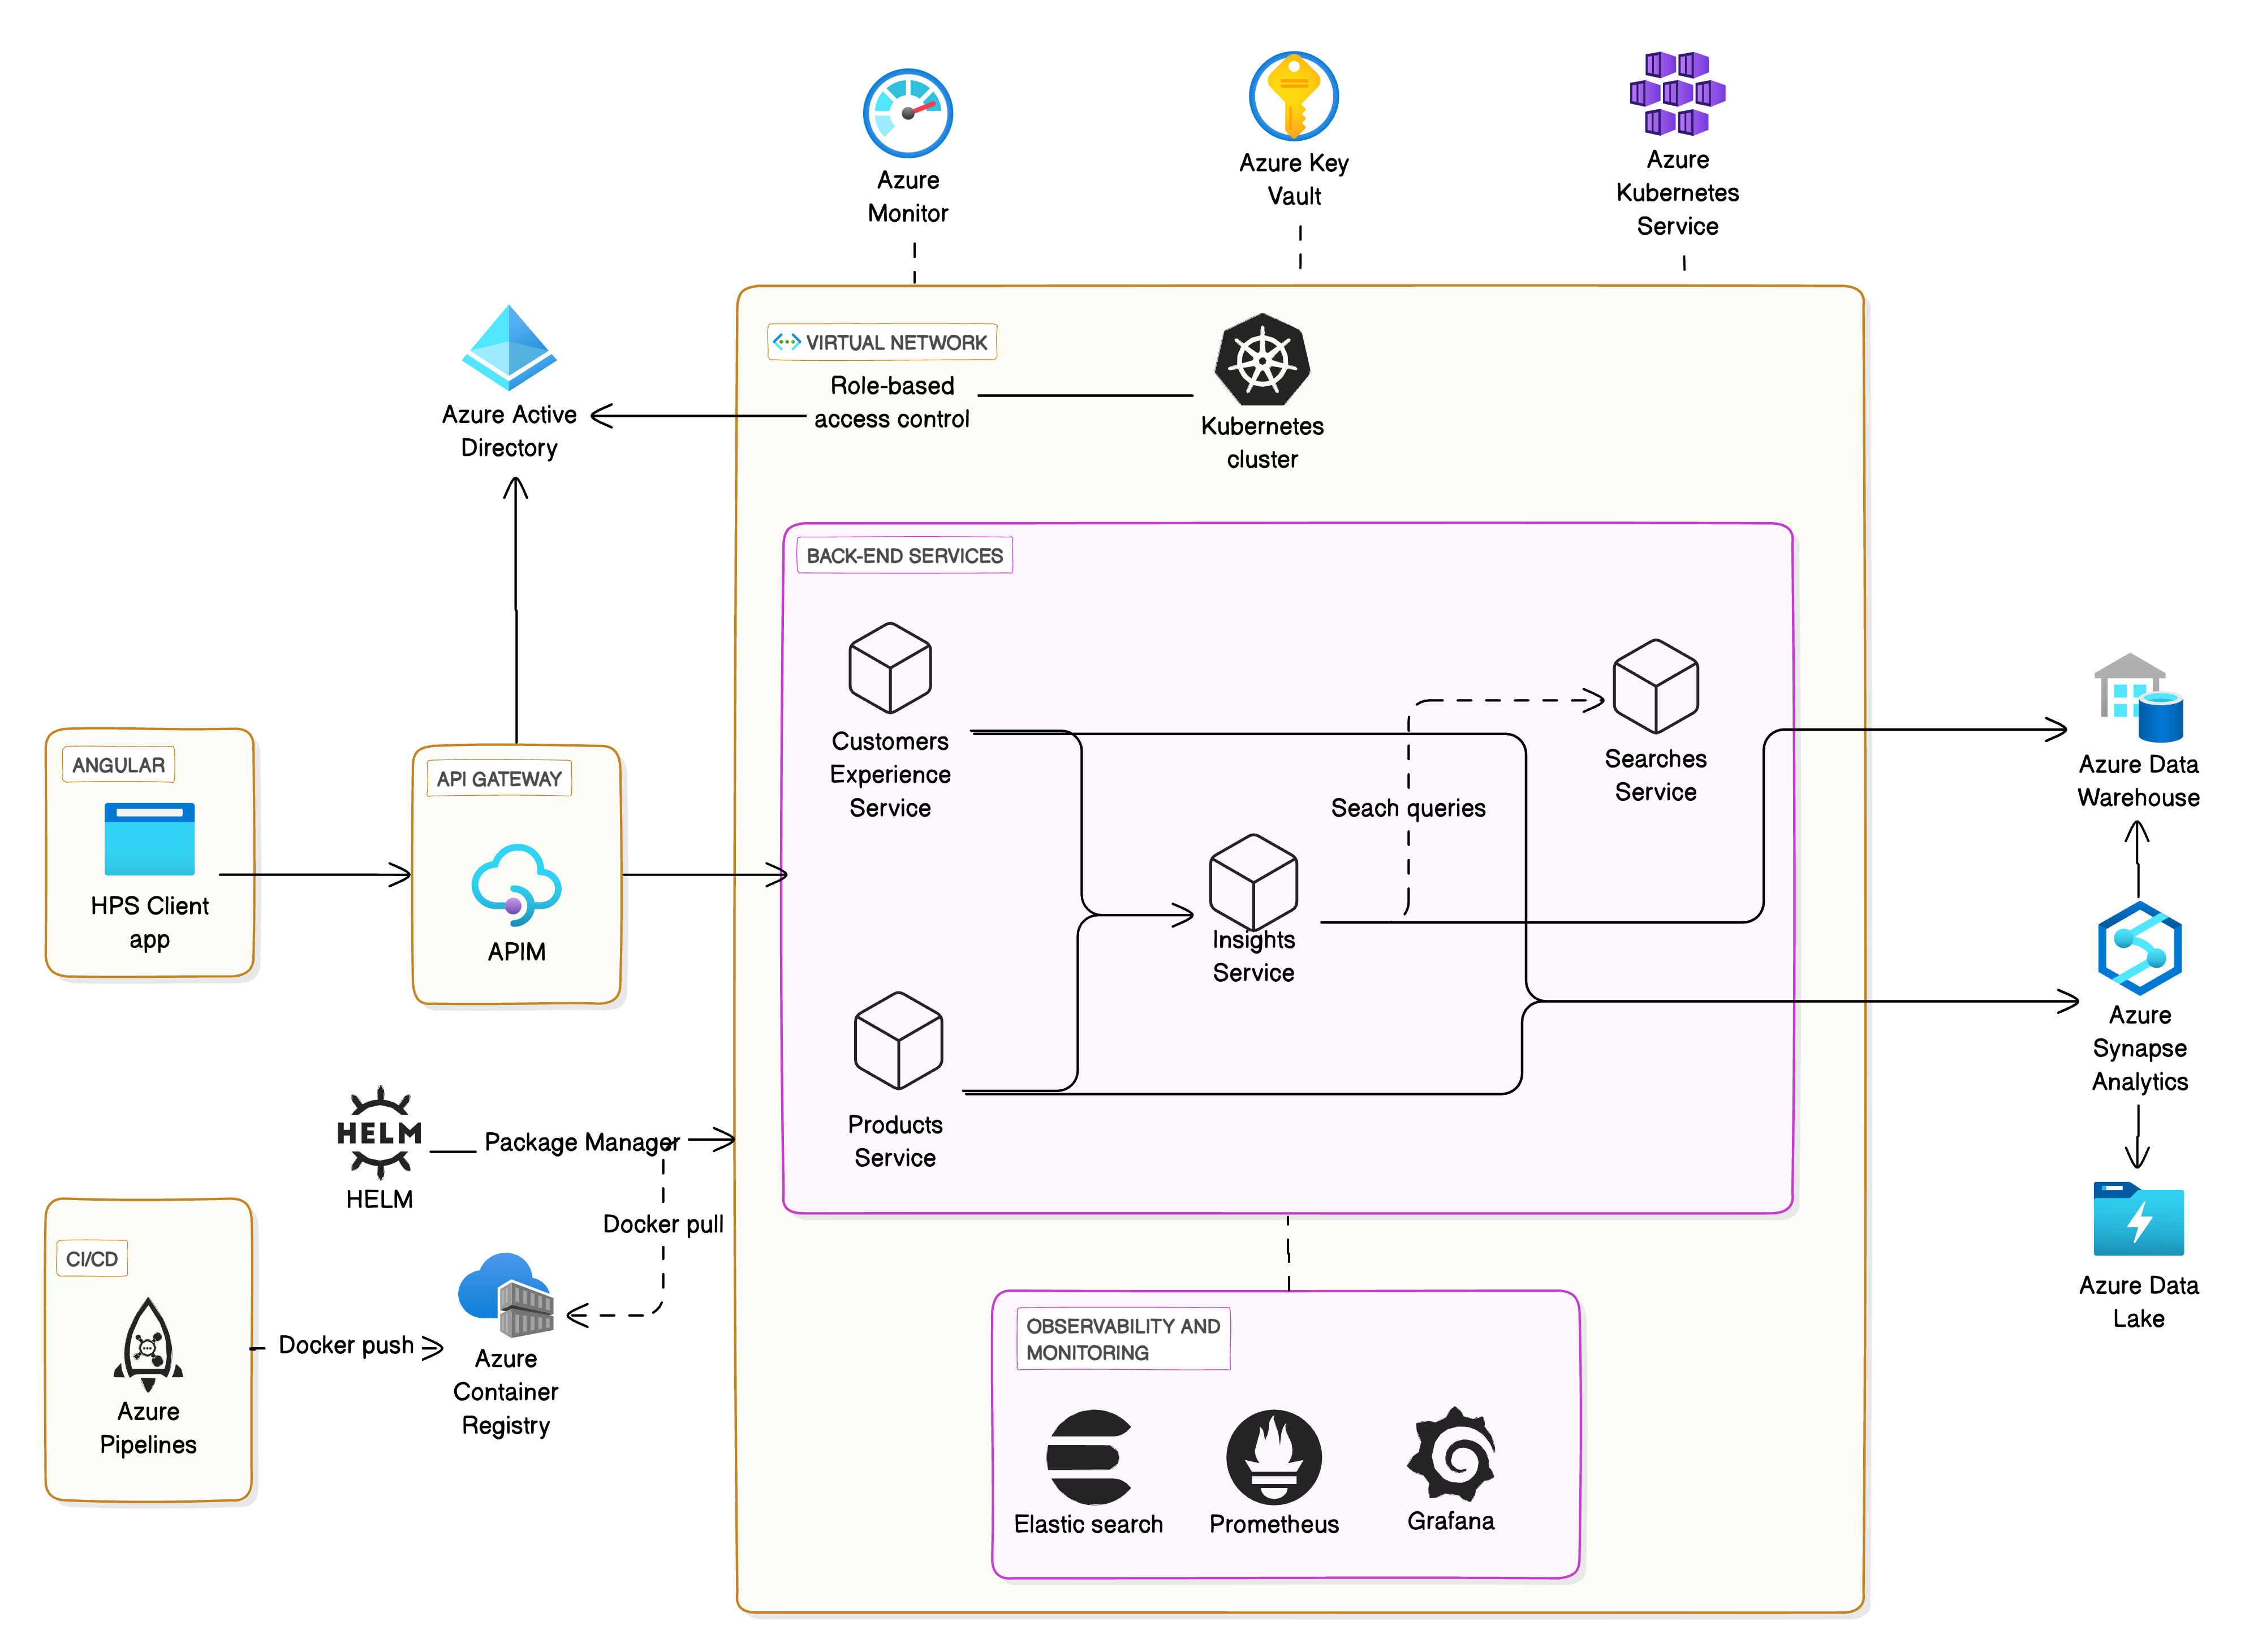 Azure
Monitor
Azure Key
Vault
Azure
Kubernetes
Service
VIRTUAL NETWORK
Role-based
access control
Kubernetes
cluster
Azure Active
Directory
BACK-END SERVICES
Customers
Experience
Service
Searches
Service
Seach queries
Insights
Service
Products
Service
ANGULAR
HPS Client
app
API GATEWAY
APIM
Azure Data
Warehouse
Azure
Synapse
Analytics
Azure Data
Lake
HELM
HELM
Package Manager
Docker pull
CI/CD
Azure
Pipelines
Docker push
Azure
Container
Registry
OBSERVABILITY AND
MONITORING
Elastic search
Prometheus
Grafana